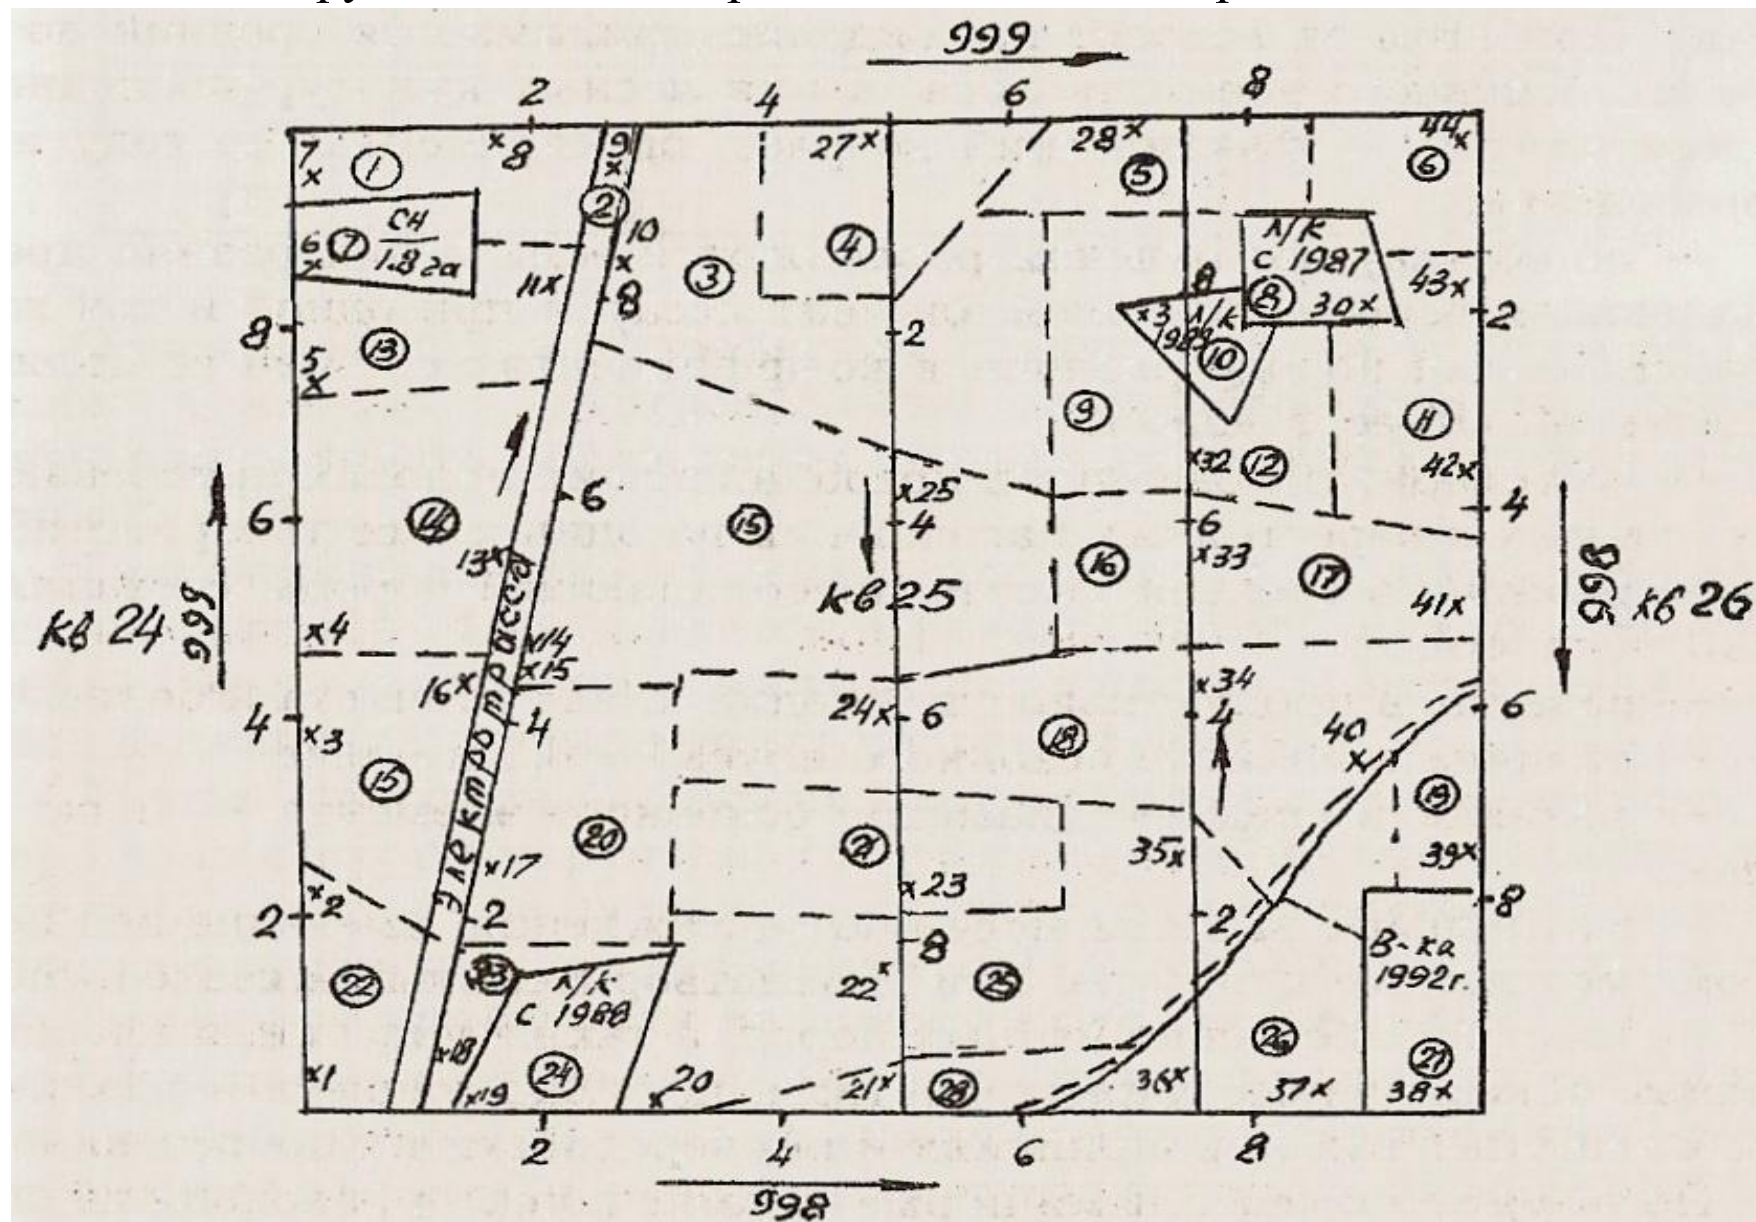 999
2 4 6 8
7 × ① ×8 9 × 27× 28× ⑤ 44× ⑥
② 10 × ③ ④
6 × ⑦ СН 1.8 га
11×
л/к
с 1987
⑧ 30×
43×
8 ⑬ 8 2 8 2
×3 л/к
⑩
5 ×
⑨ ⑪
×32 ⑫ 42×
6 ⑭ 6 ⑮ ×25 4 6 4
13× ⑯ ×33 ⑰
кв 24 999 кв 25 41× 998 кв 26
×4 ×14
×15
16× ×34
4 ×3 4 24× 6 ⑱ 4 40 × 6
⑮ ⑲
Электротрасса
⑳ ㉑ 35× 39×
×17
×2 ×23
2 2 8 2 8
В-ка
1992г.
㉒ ㉓ л/к
с 1988
22× ㉕
×18 ㉔ ㉖ ㉗
×1 ×19 20 × 21× ㉘ 36× 37× 38×
2 4 6 8
998